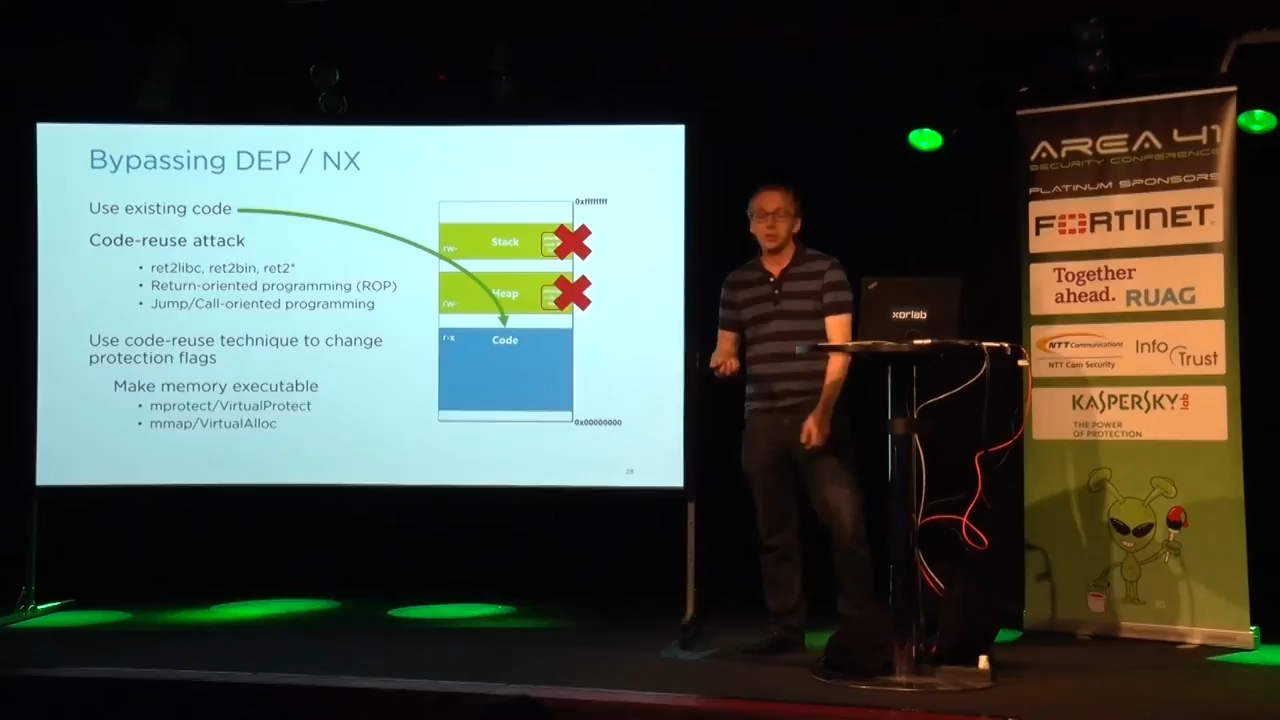 Bypassing DEP / NX
Use existing code
Code-reuse attack
• ret2libc, ret2bin, ret2*
• Return-oriented programming (ROP)
• Jump/Call-oriented programming
Use code-reuse technique to change
protection flags
Make memory executable
• mprotect/VirtualProtect
• mmap/VirtualAlloc
0xffffffff
rw-
Stack
rw-
Heap
r-x
Code
0x00000000
28
xorlab
AREA 41
SECURITY CONFERENCE
PLATINUM SPONSORS
FORTINET
Together
ahead. RUAG
NTT Communications
NTT Com Security
Info Trust
KASPERSKY lab
THE POWER
OF PROTECTION